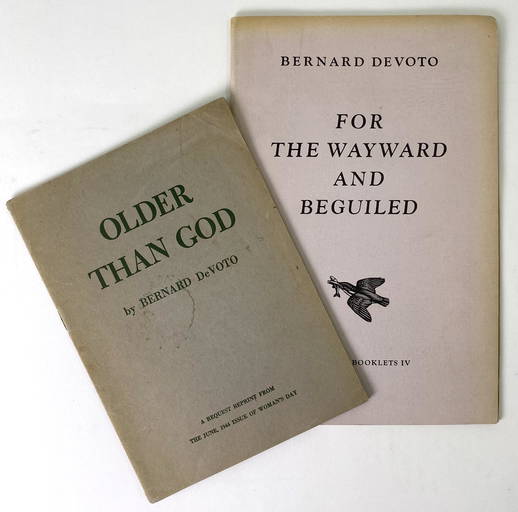 OLDER
THAN GOD
by BERNARD DeVOTO
A REQUEST REPRINT FROM
THE JUNE, 1944 ISSUE OF WOMAN'S DAY
BERNARD DEVOTO
FOR
THE WAYWARD
AND
BEGUILED
BOOKLETS IV